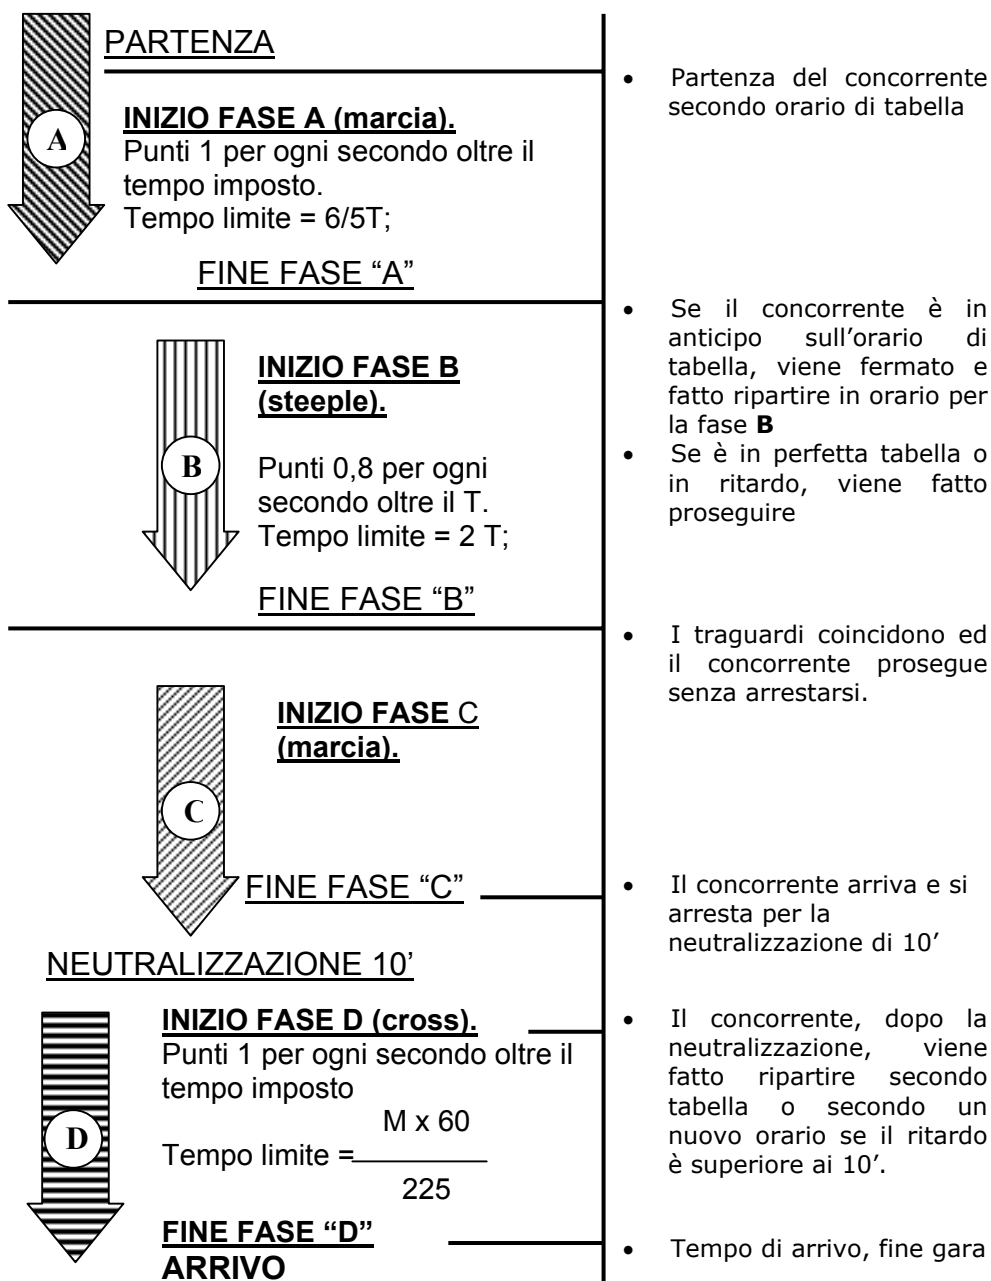 PARTENZA
A
INIZIO FASE A (marcia).
Punti 1 per ogni secondo oltre il
tempo imposto.
Tempo limite = 6/5T;
FINE FASE “A”
• Partenza del concorrente
secondo orario di tabella
B
INIZIO FASE B
(steeple).
Punti 0,8 per ogni
secondo oltre il T.
Tempo limite = 2 T;
FINE FASE “B”
• Se il concorrente è in
anticipo sull’orario di
tabella, viene fermato e
fatto ripartire in orario per
la fase B
• Se è in perfetta tabella o
in ritardo, viene fatto
proseguire
• I traguardi coincidono ed
il concorrente prosegue
senza arrestarsi.
C
INIZIO FASE C
(marcia).
FINE FASE “C”
• Il concorrente arriva e si
arresta per la
neutralizzazione di 10’
NEUTRALIZZAZIONE 10’
D
INIZIO FASE D (cross).
Punti 1 per ogni secondo oltre il
tempo imposto
M x 60
Tempo limite =
225
FINE FASE “D”
ARRIVO
• Il concorrente, dopo la
neutralizzazione, viene
fatto ripartire secondo
tabella o secondo un
nuovo orario se il ritardo
è superiore ai 10’.
• Tempo di arrivo, fine gara